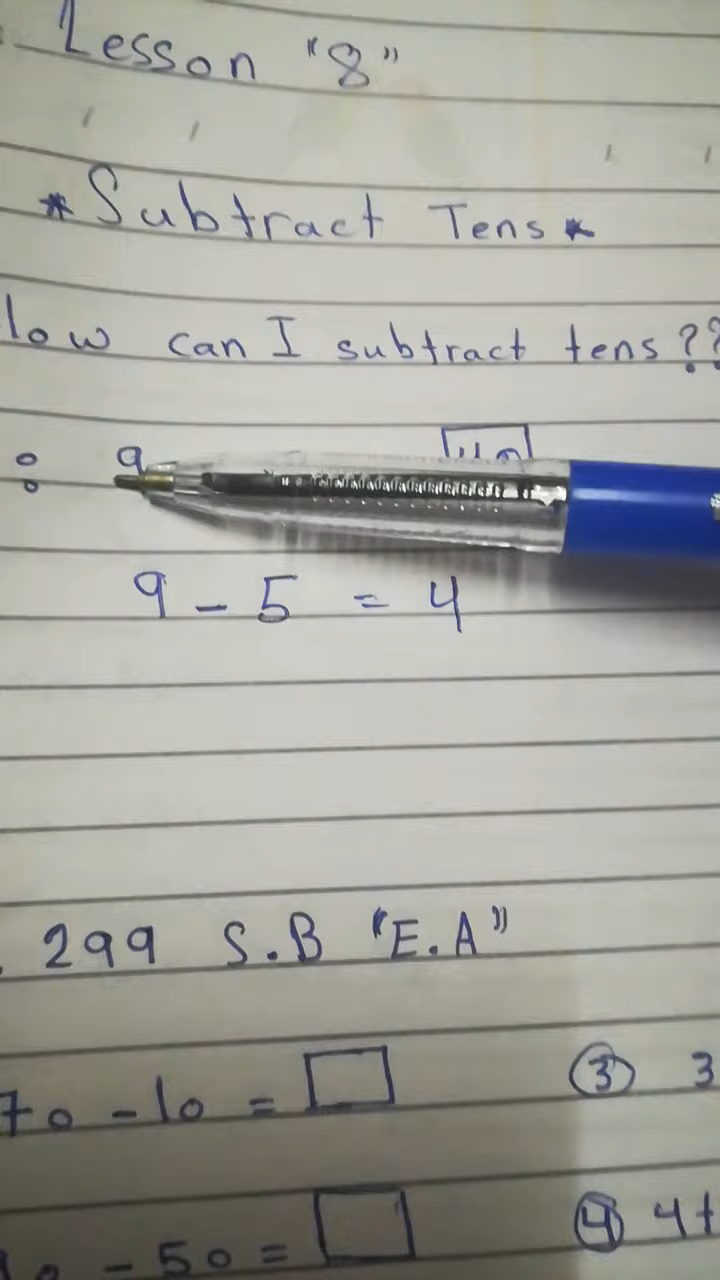 Lesson "8"
*Subtract Tens*
low can I subtract tens??
: 9
9 - 5 = 4
. 299 S.B "E.A"
70 - 10 = □ ③ 3
- 50 = □ ④ 4+